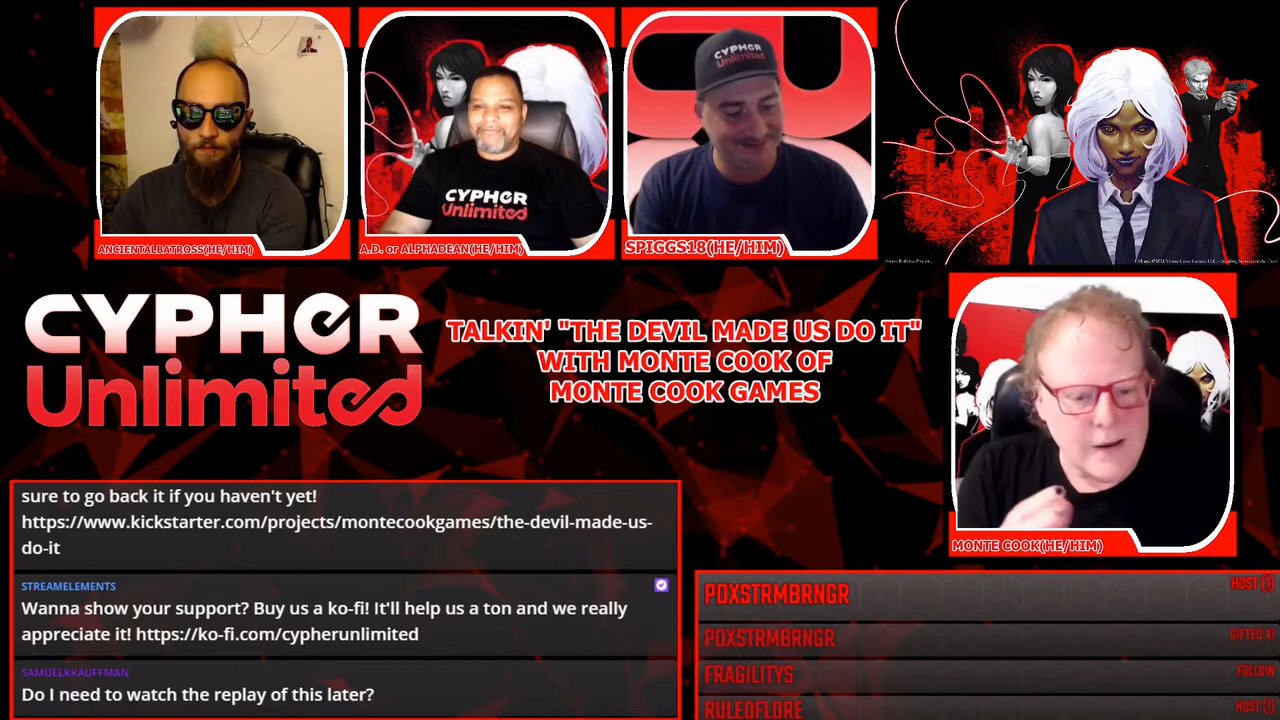 CYPHER
Unlimited
CYPHER
Unlimited
ANCIENTALBATROSS(HE/HIM)
A.D. or ALPHADEAN(HE/HIM)
SPIGGS18(HE/HIM)
CYPHER
Unlimited
TALKIN' "THE DEVIL MADE US DO IT"
WITH MONTE COOK OF
MONTE COOK GAMES
MONTE COOK(HE/HIM)
sure to go back it if you haven't yet!
https://www.kickstarter.com/projects/montecookgames/the-devil-made-us-
do-it
STREAMELEMENTS
Wanna show your support? Buy us a ko-fi! It'll help us a ton and we really
appreciate it! https://ko-fi.com/cypherunlimited
SAMUELKKAUFFMAN
Do I need to watch the replay of this later?
PDXSTRMBRNGR HOST (1)
PDXSTRMBRNGR GIFTED X1
FRAGILITYS FOLLOW
RULEDFLORE HOST (1)